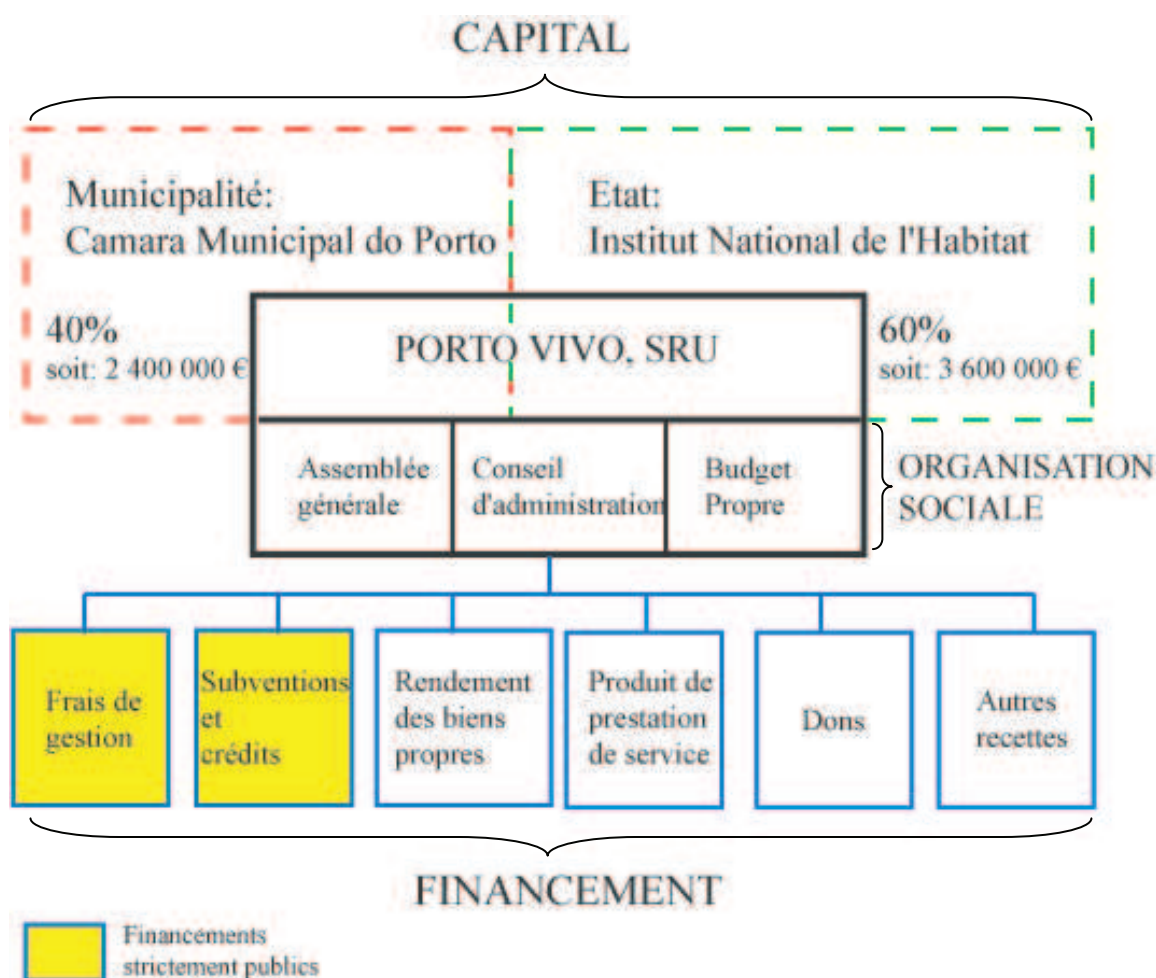 CAPITAL
Municipalité:
Camara Municipal do Porto
40%
soit: 2 400 000 €
Etat:
Institut National de l'Habitat
60%
soit: 3 600 000 €
PORTO VIVO, SRU
Assemblée
générale
Conseil
d'administration
Budget
Propre
ORGANISATION
SOCIALE
Frais de
gestion
Subventions
et
crédits
Rendement
des biens
propres
Produit de
prestation
de service
Dons
Autres
recettes
FINANCEMENT
Financements
strictement publics